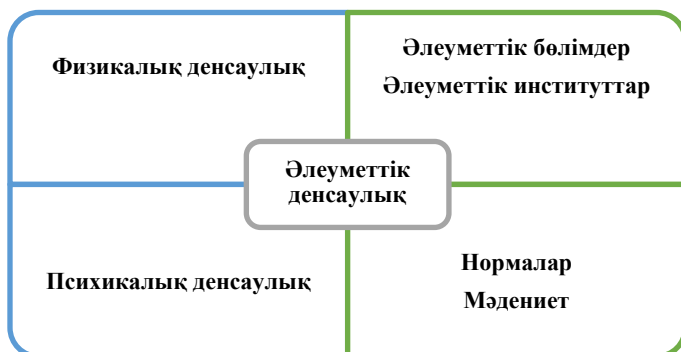 Физикалық денсаулық
Әлеуметтік бөлімдер
Әлеуметтік институттар
Әлеуметтік
денсаулық
Психикалық денсаулық
Нормалар
Мәдениет